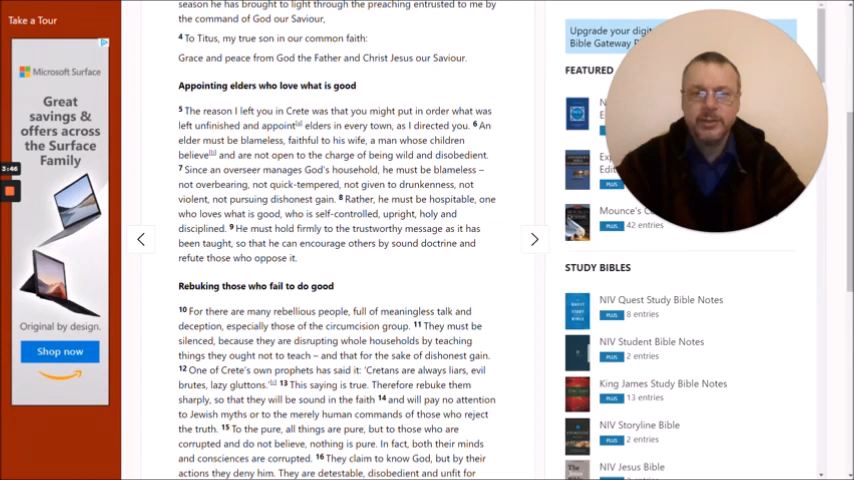 Take a Tour
Microsoft Surface
Great
savings &
offers across
the Surface
Family
3:46
Original by design.
Shop now
season he has brought to light through the preaching entrusted to me by
the command of God our Saviour,
4 To Titus, my true son in our common faith:
Grace and peace from God the Father and Christ Jesus our Saviour.
Appointing elders who love what is good
5 The reason I left you in Crete was that you might put in order what was
left unfinished and appoint[a] elders in every town, as I directed you. 6 An
elder must be blameless, faithful to his wife, a man whose children
believe[b] and are not open to the charge of being wild and disobedient.
7 Since an overseer manages God's household, he must be blameless –
not overbearing, not quick-tempered, not given to drunkenness, not
violent, not pursuing dishonest gain. 8 Rather, he must be hospitable, one
who loves what is good, who is self-controlled, upright, holy and
disciplined. 9 He must hold firmly to the trustworthy message as it has
been taught, so that he can encourage others by sound doctrine and
refute those who oppose it.
Rebuking those who fail to do good
10 For there are many rebellious people, full of meaningless talk and
deception, especially those of the circumcision group. 11 They must be
silenced, because they are disrupting whole households by teaching
things they ought not to teach – and that for the sake of dishonest gain.
12 One of Crete's own prophets has said it: 'Cretans are always liars, evil
brutes, lazy gluttons.'[c] 13 This saying is true. Therefore rebuke them
sharply, so that they will be sound in the faith 14 and will pay no attention
to Jewish myths or to the merely human commands of those who reject
the truth. 15 To the pure, all things are pure, but to those who are
corrupted and do not believe, nothing is pure. In fact, both their minds
and consciences are corrupted. 16 They claim to know God, but by their
actions they deny him. They are detestable, disobedient and unfit for
Upgrade your
Bible Gateway
FEATURED
PLUS
Mounce's
PLUS 42 entries
STUDY BIBLES
NIV Quest Study Bible Notes
PLUS 8 entries
NIV Student Bible Notes
PLUS 2 entries
King James Study Bible Notes
PLUS 13 entries
NIV Storyline Bible
PLUS 2 entries
NIV Jesus Bible